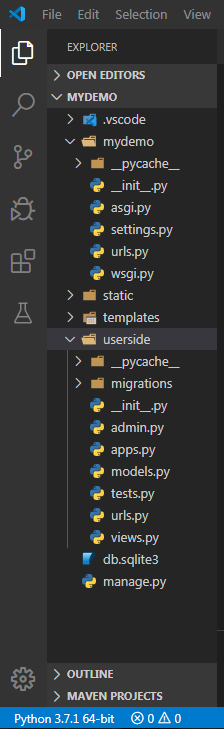 File Edit Selection View
EXPLORER
OPEN EDITORS
MYDEMO
.vscode
mydemo
__pycache__
__init__.py
asgi.py
settings.py
urls.py
wsgi.py
static
templates
userside
__pycache__
migrations
__init__.py
admin.py
apps.py
models.py
tests.py
urls.py
views.py
db.sqlite3
manage.py
OUTLINE
MAVEN PROJECTS
Python 3.7.1 64-bit 0 0